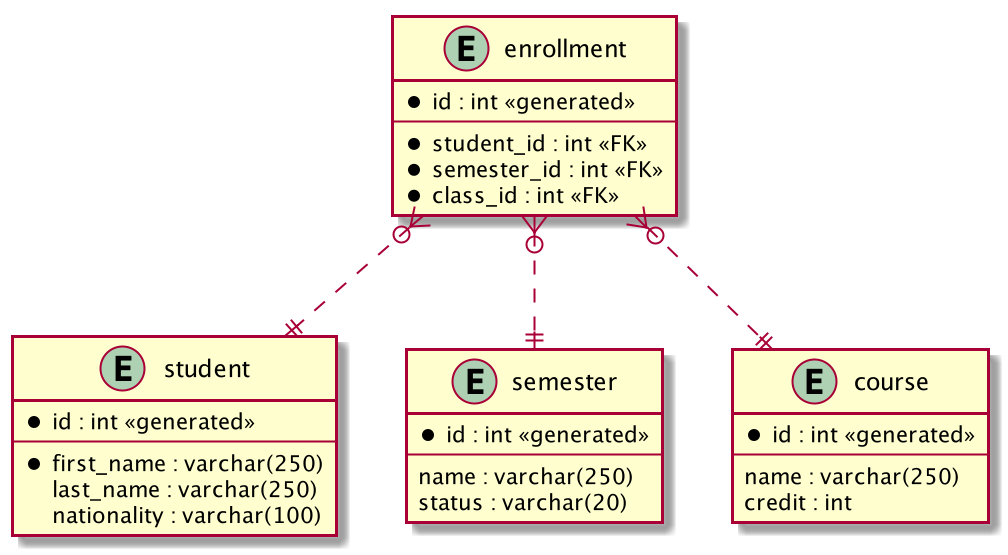 E enrollment
id : int «generated»
student_id : int «FK»
semester_id : int «FK»
class_id : int «FK»
E student
id : int «generated»
first_name : varchar(250)
last_name : varchar(250)
nationality : varchar(100)
E semester
id : int «generated»
name : varchar(250)
status : varchar(20)
E course
id : int «generated»
name : varchar(250)
credit : int